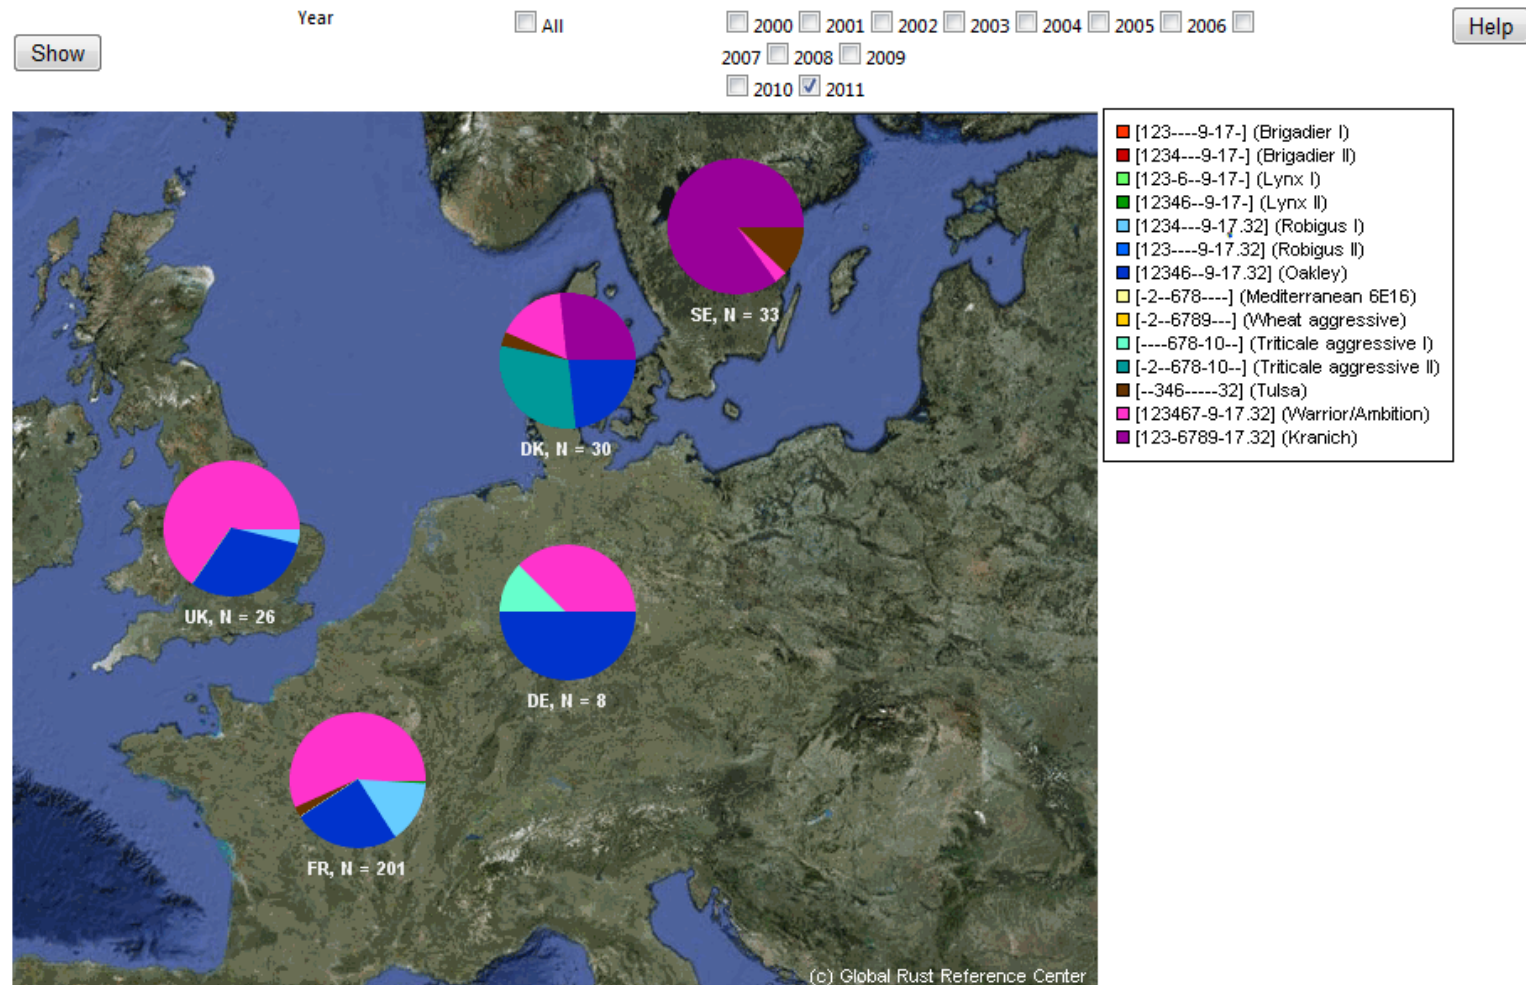 Year
All
2000 2001 2002 2003 2004 2005 2006
2007 2008 2009
2010 2011
Show
Help
[123----9-17-] (Brigadier I)
[1234---9-17-] (Brigadier II)
[123-6--9-17-] (Lynx I)
[12346--9-17-] (Lynx II)
[1234---9-17.32] (Robigus I)
[123----9-17.32] (Robigus II)
[12346--9-17.32] (Oakley)
[-2--678----] (Mediterranean 6E16)
[-2--6789---] (Wheat aggressive)
[----678-10--] (Triticale aggressive I)
[-2--678-10--] (Triticale aggressive II)
[--346-----32] (Tulsa)
[123467-9-17.32] (Warrior/Ambition)
[123-6789-17.32] (Kranich)
SE, N = 33
DK, N = 30
UK, N = 26
DE, N = 8
FR, N = 201
(c) Global Rust Reference Center